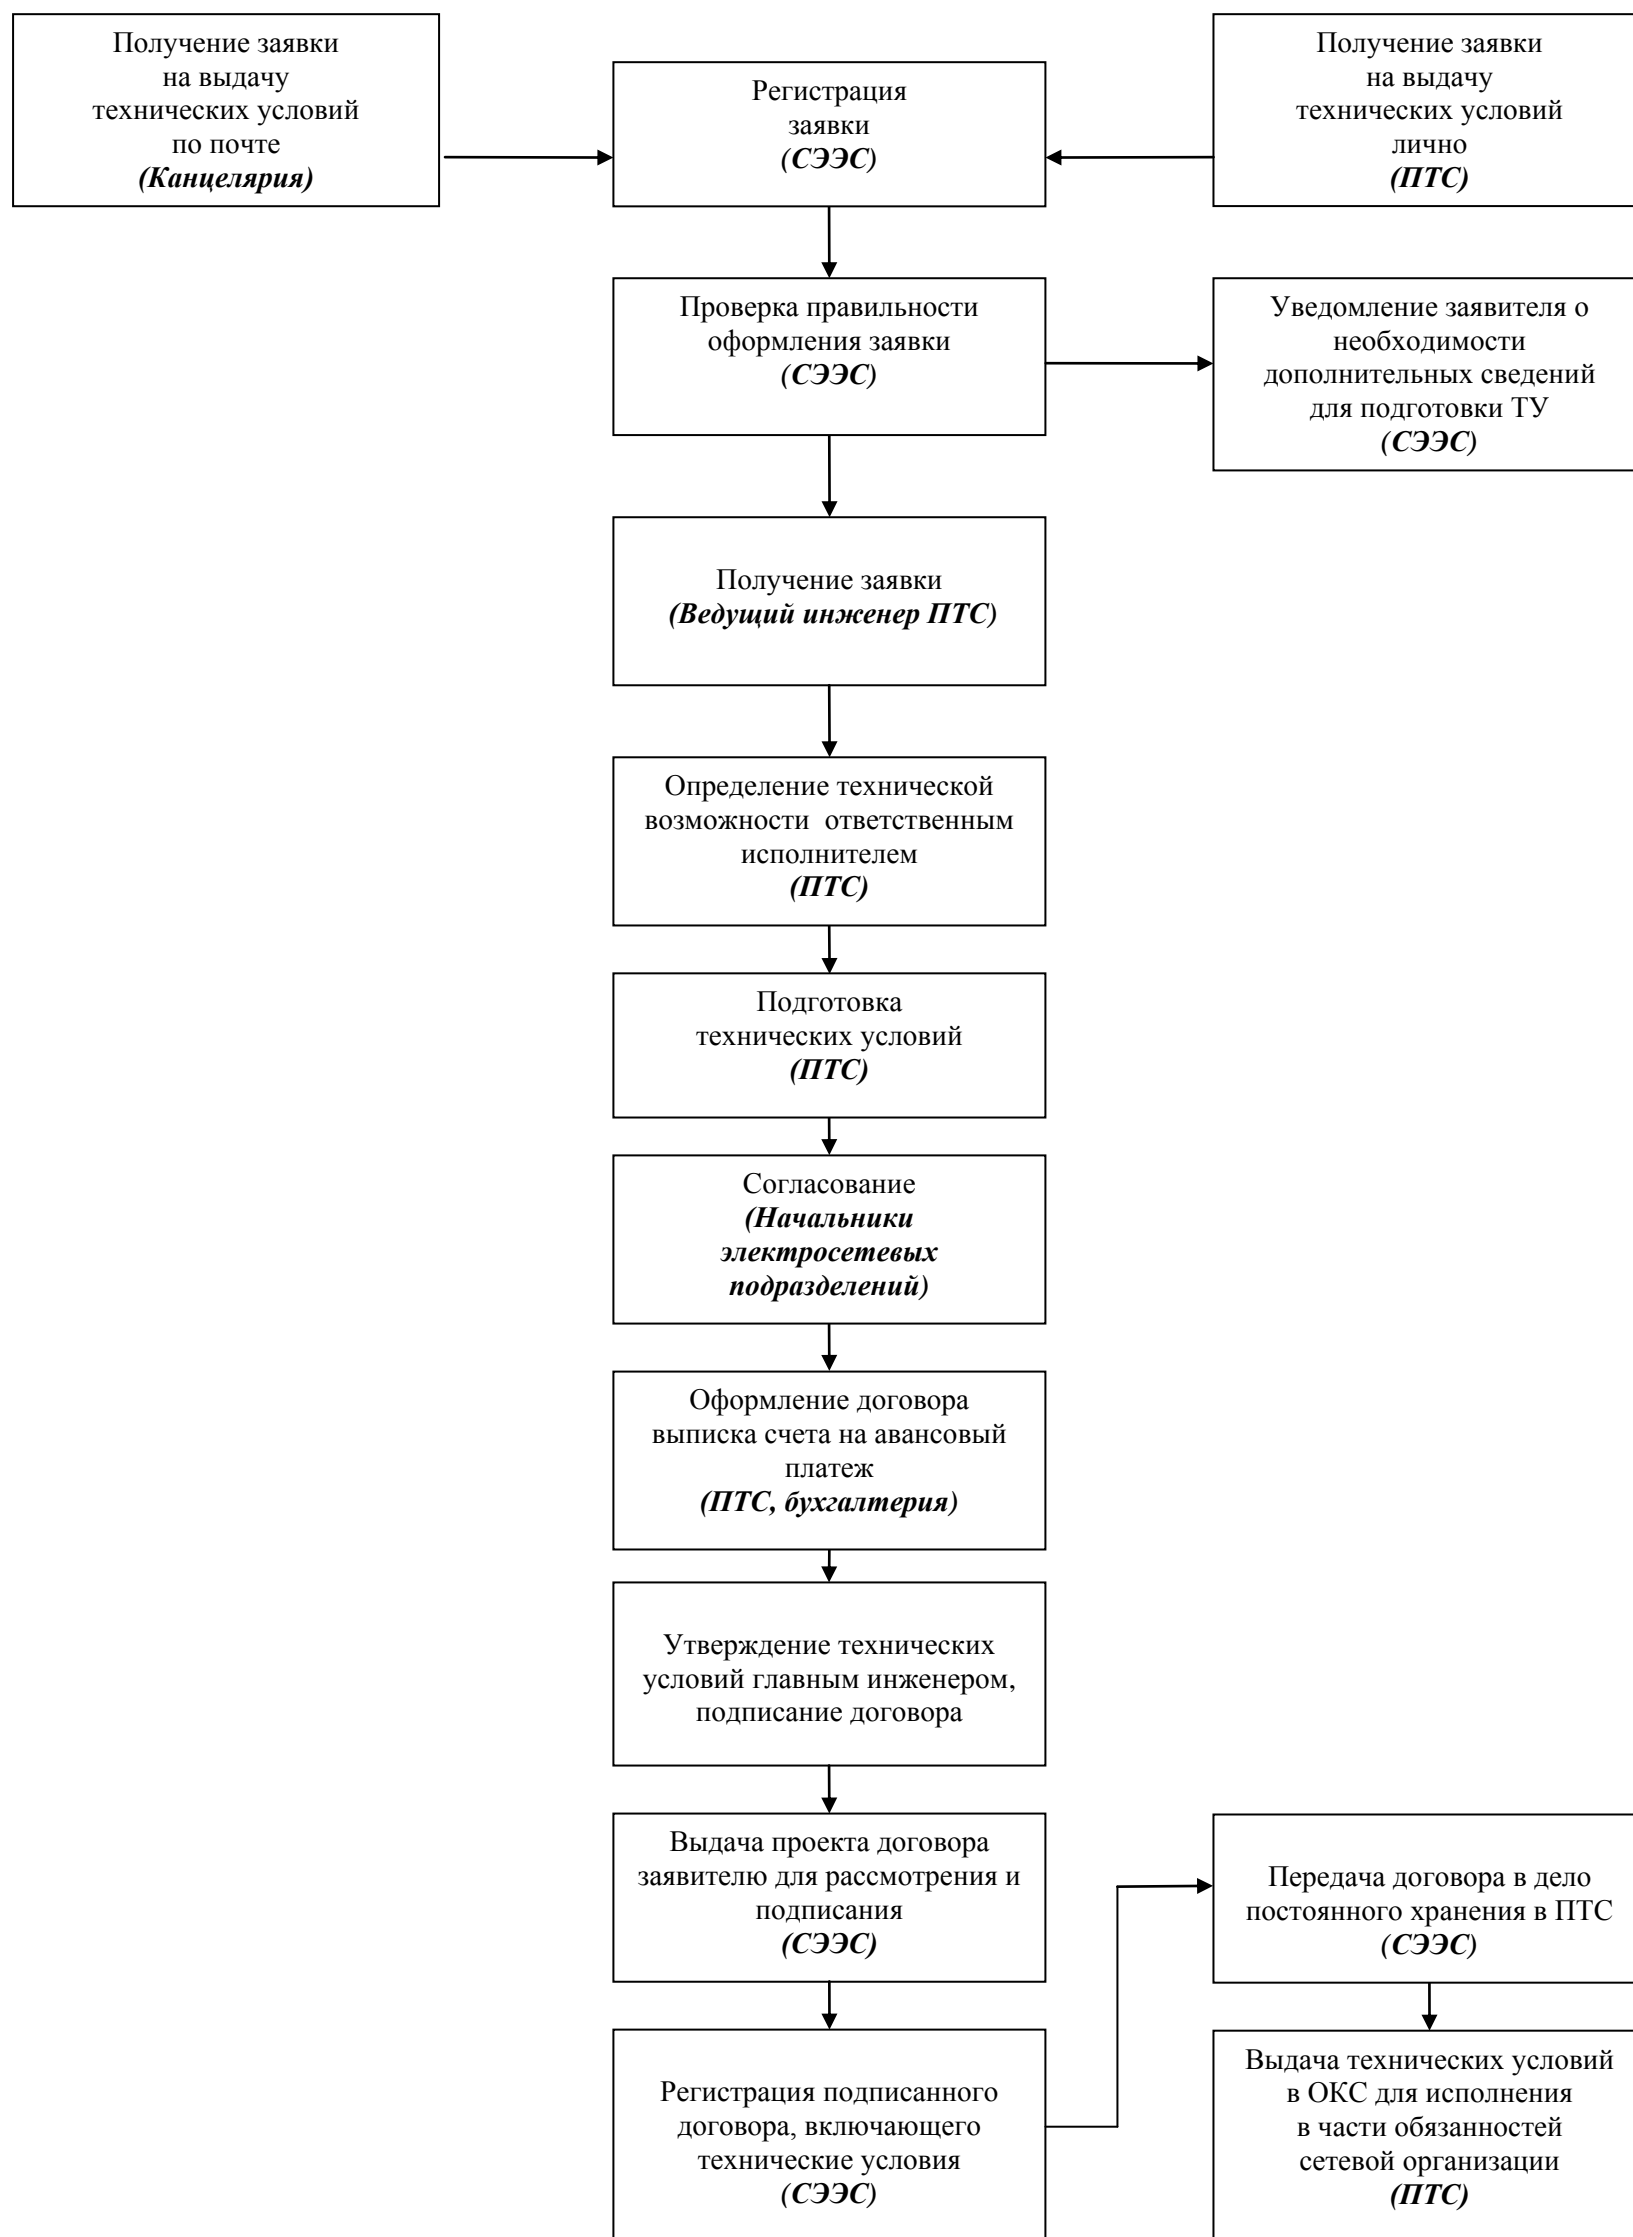 Получение заявки
на выдачу
технических условий
по почте
(Канцелярия)
Регистрация
заявки
(СЭЭС)
Получение заявки
на выдачу
технических условий
лично
(ПТС)
Проверка правильности
оформления заявки
(СЭЭС)
Уведомление заявителя о
необходимости
дополнительных сведений
для подготовки ТУ
(СЭЭС)
Получение заявки
(Ведущий инженер ПТС)
Определение технической
возможности ответственным
исполнителем
(ПТС)
Подготовка
технических условий
(ПТС)
Согласование
(Начальники
электросетевых
подразделений)
Оформление договора
выписка счета на авансовый
платеж
(ПТС, бухгалтерия)
Утверждение технических
условий главным инженером,
подписание договора
Выдача проекта договора
заявителю для рассмотрения и
подписания
(СЭЭС)
Передача договора в дело
постоянного хранения в ПТС
(СЭЭС)
Регистрация подписанного
договора, включающего
технические условия
(СЭЭС)
Выдача технических условий
в ОКС для исполнения
в части обязанностей
сетевой организации
(ПТС)